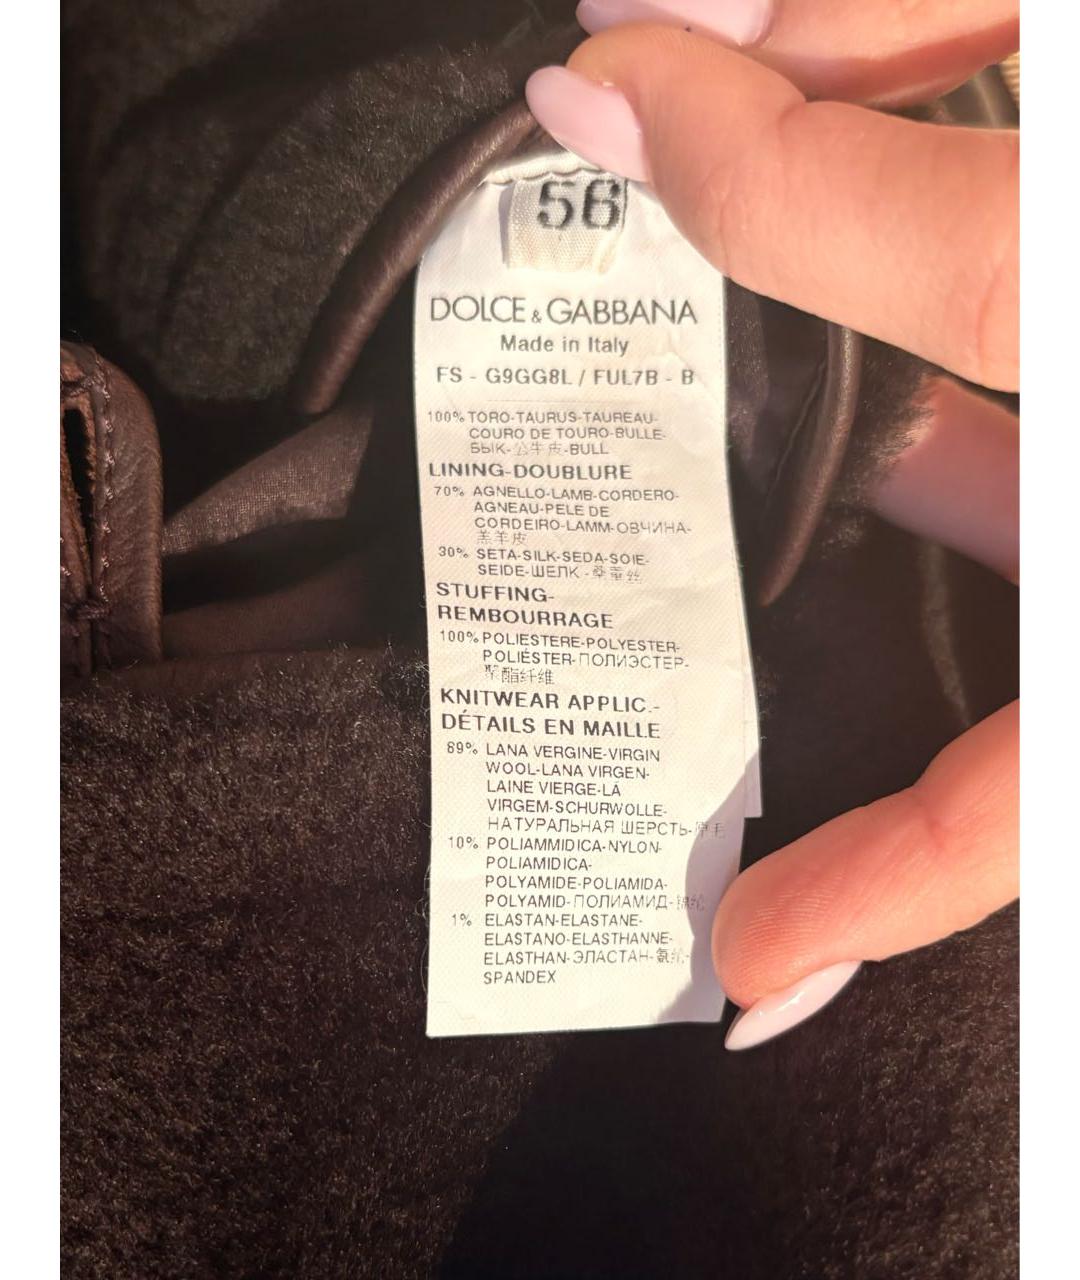 56
DOLCE & GABBANA
Made in Italy
FS - G9GG8L / FUL7B - B
100% TORO-TAURUS-TAUREAU-
COURO DE TOURO-BULLE-
БЫК-公牛皮-BULL
LINING-DOUBLURE
70% AGNELLO-LAMB-CORDERO-
AGNEAU-PELE DE
CORDEIRO-LAMM-ОВЧИНА-
羔羊皮
30% SETA-SILK-SEDA-SOIE-
SEIDE-ШЕЛК-桑蚕丝
STUFFING-
REMBOURRAGE
100% POLIESTERE-POLYESTER-
POLIÉSTER-ПОЛИЭСТЕР-
聚酯纤维
KNITWEAR APPLIC.-
DÉTAILS EN MAILLE
89% LANA VERGINE-VIRGIN
WOOL-LANA VIRGEN-
LAINE VIERGE-LÃ
VIRGEM-SCHURWOLLE-
НАТУРАЛЬНАЯ ШЕРСТЬ-原毛
10% POLIAMMIDICA-NYLON-
POLIAMIDICA-
POLYAMIDE-POLIAMIDA-
POLYAMID-ПОЛИАМИД-锦纶
1% ELASTAN-ELASTANE-
ELASTANO-ELASTHANNE-
ELASTHAN-ЭЛАСТАН-氨纶-
SPANDEX